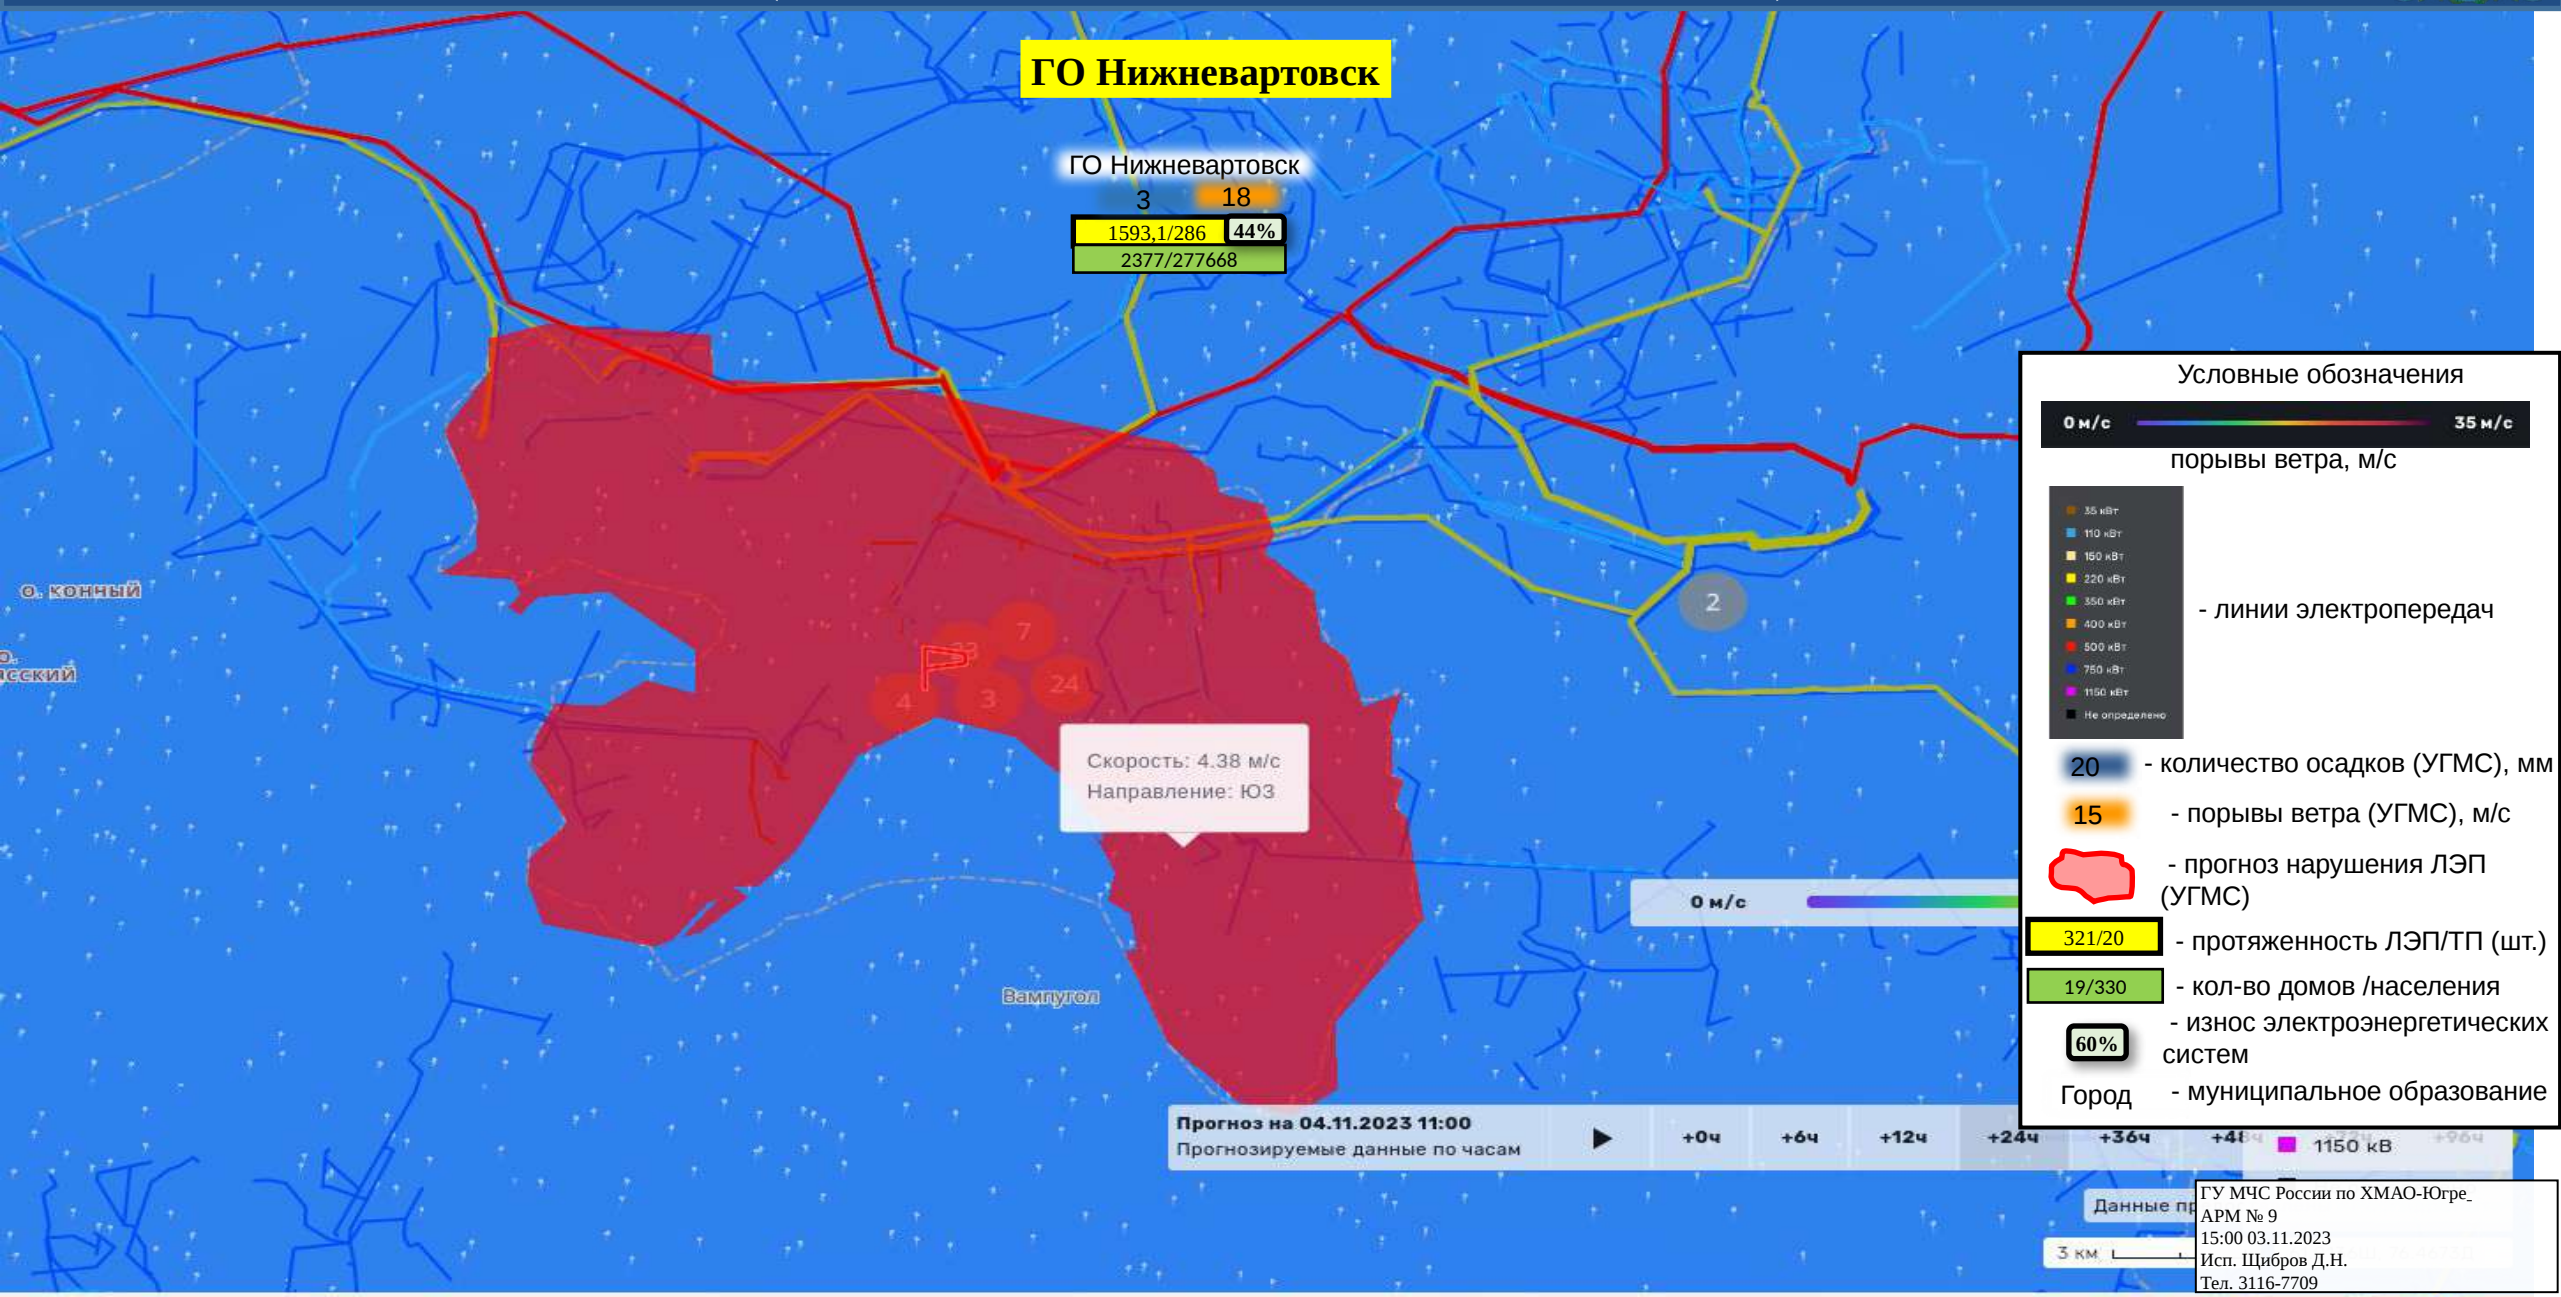 ГО Нижневартовск
ГО Нижневартовск
3
18
1593,1/286
44%
2377/277668
о. конный
2
7
4
3
24
Скорость: 4.38 м/с
Направление: ЮЗ
Вампугол
0 м/с
Прогноз на 04.11.2023 11:00
Прогнозируемые данные по часам
+0ч
+6ч
+12ч
+24ч
+36ч
+96ч
1150 кВ
Данные
3 км
Условные обозначения
0 м/с
35 м/с
порывы ветра, м/с
35 кВт
110 кВт
150 кВт
220 кВт
350 кВт
400 кВт
500 кВт
750 кВт
1150 кВт
Не определено
- линии электропередач
20
- количество осадков (УГМС), мм
15
- порывы ветра (УГМС), м/с
- прогноз нарушения ЛЭП
(УГМС)
321/20
- протяженность ЛЭП/ТП (шт.)
19/330
- кол-во домов /населения
- износ электроэнергетических
60%
систем
Город
- муниципальное образование
ГУ МЧС России по ХМАО-Югре
АРМ № 9
15:00 03.11.2023
Исп. Щибров Д.Н.
Тел. 3116-7709